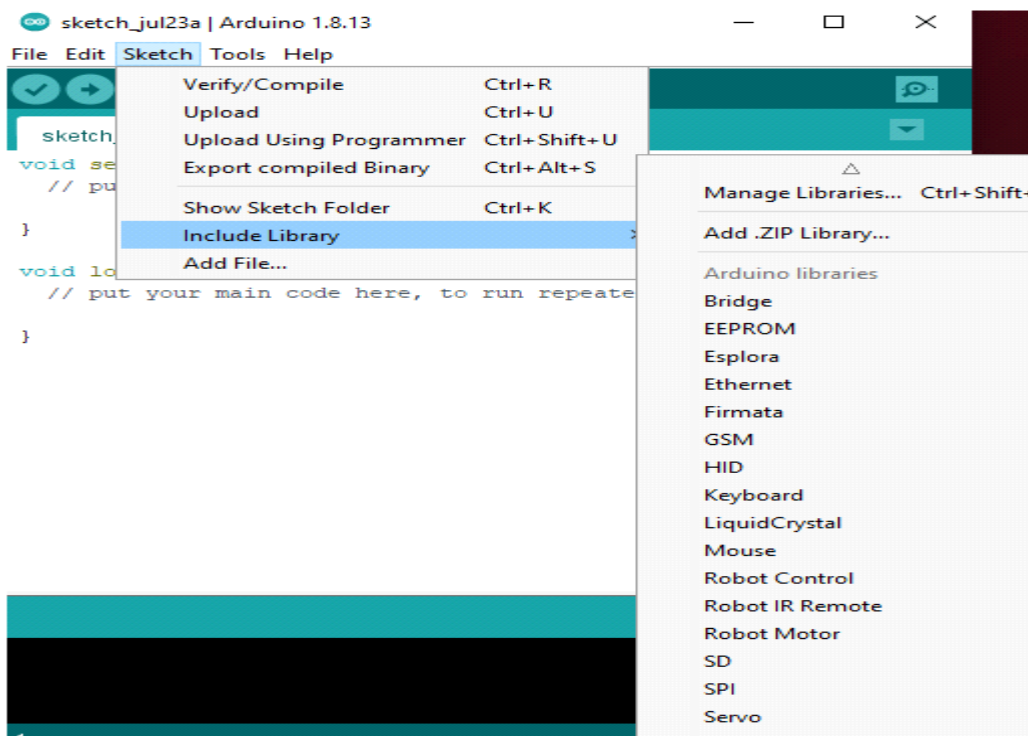 sketch_jul23a | Arduino 1.8.13
File Edit Sketch Tools Help
Verify/Compile Ctrl+R
Upload Ctrl+U
Upload Using Programmer Ctrl+Shift+U
Export compiled Binary Ctrl+Alt+S
Show Sketch Folder Ctrl+K
Include Library
Add File...
sketch_
void se
// pu
}
void lo
// put your main code here, to run repeate
}
Manage Libraries... Ctrl+Shift+
Add .ZIP Library...
Arduino libraries
Bridge
EEPROM
Esplora
Ethernet
Firmata
GSM
HID
Keyboard
LiquidCrystal
Mouse
Robot Control
Robot IR Remote
Robot Motor
SD
SPI
Servo